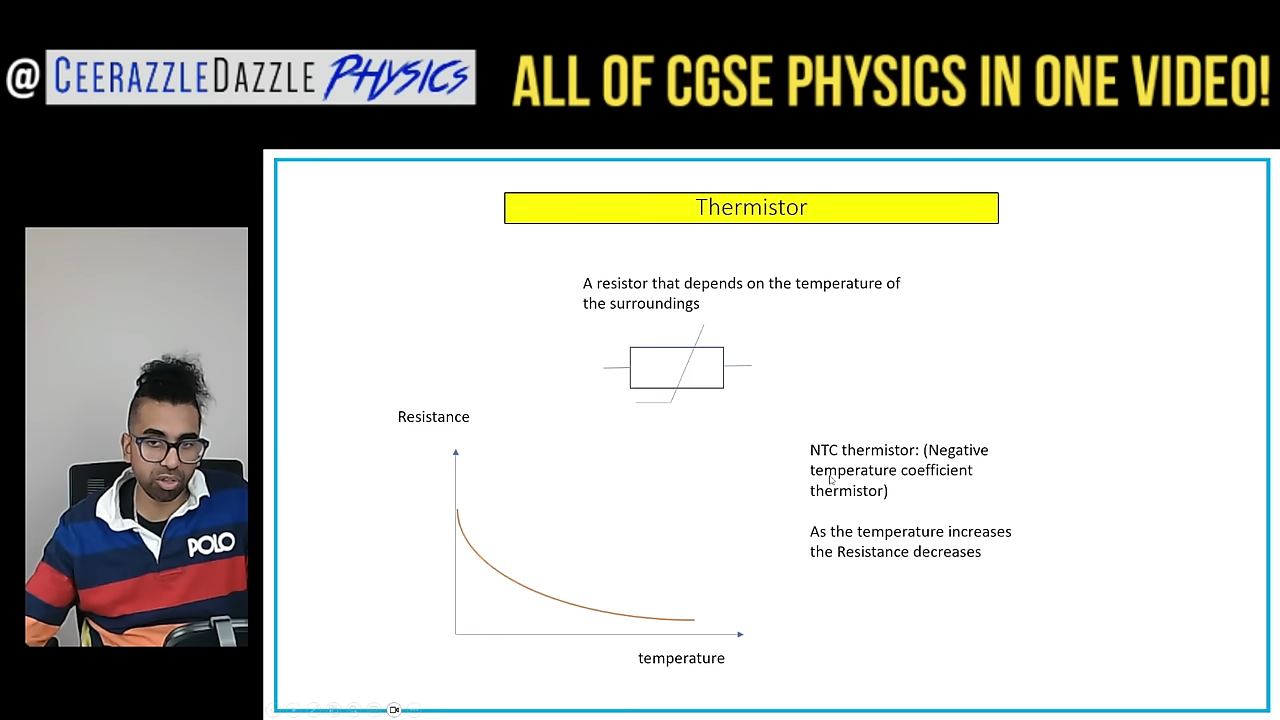 @ CEERAZZLEDAZZLE PHYSICS
ALL OF CGSE PHYSICS IN ONE VIDEO!
Thermistor
A resistor that depends on the temperature of
the surroundings
Resistance
NTC thermistor: (Negative
temperature coefficient
thermistor)
As the temperature increases
the Resistance decreases
temperature
POLO